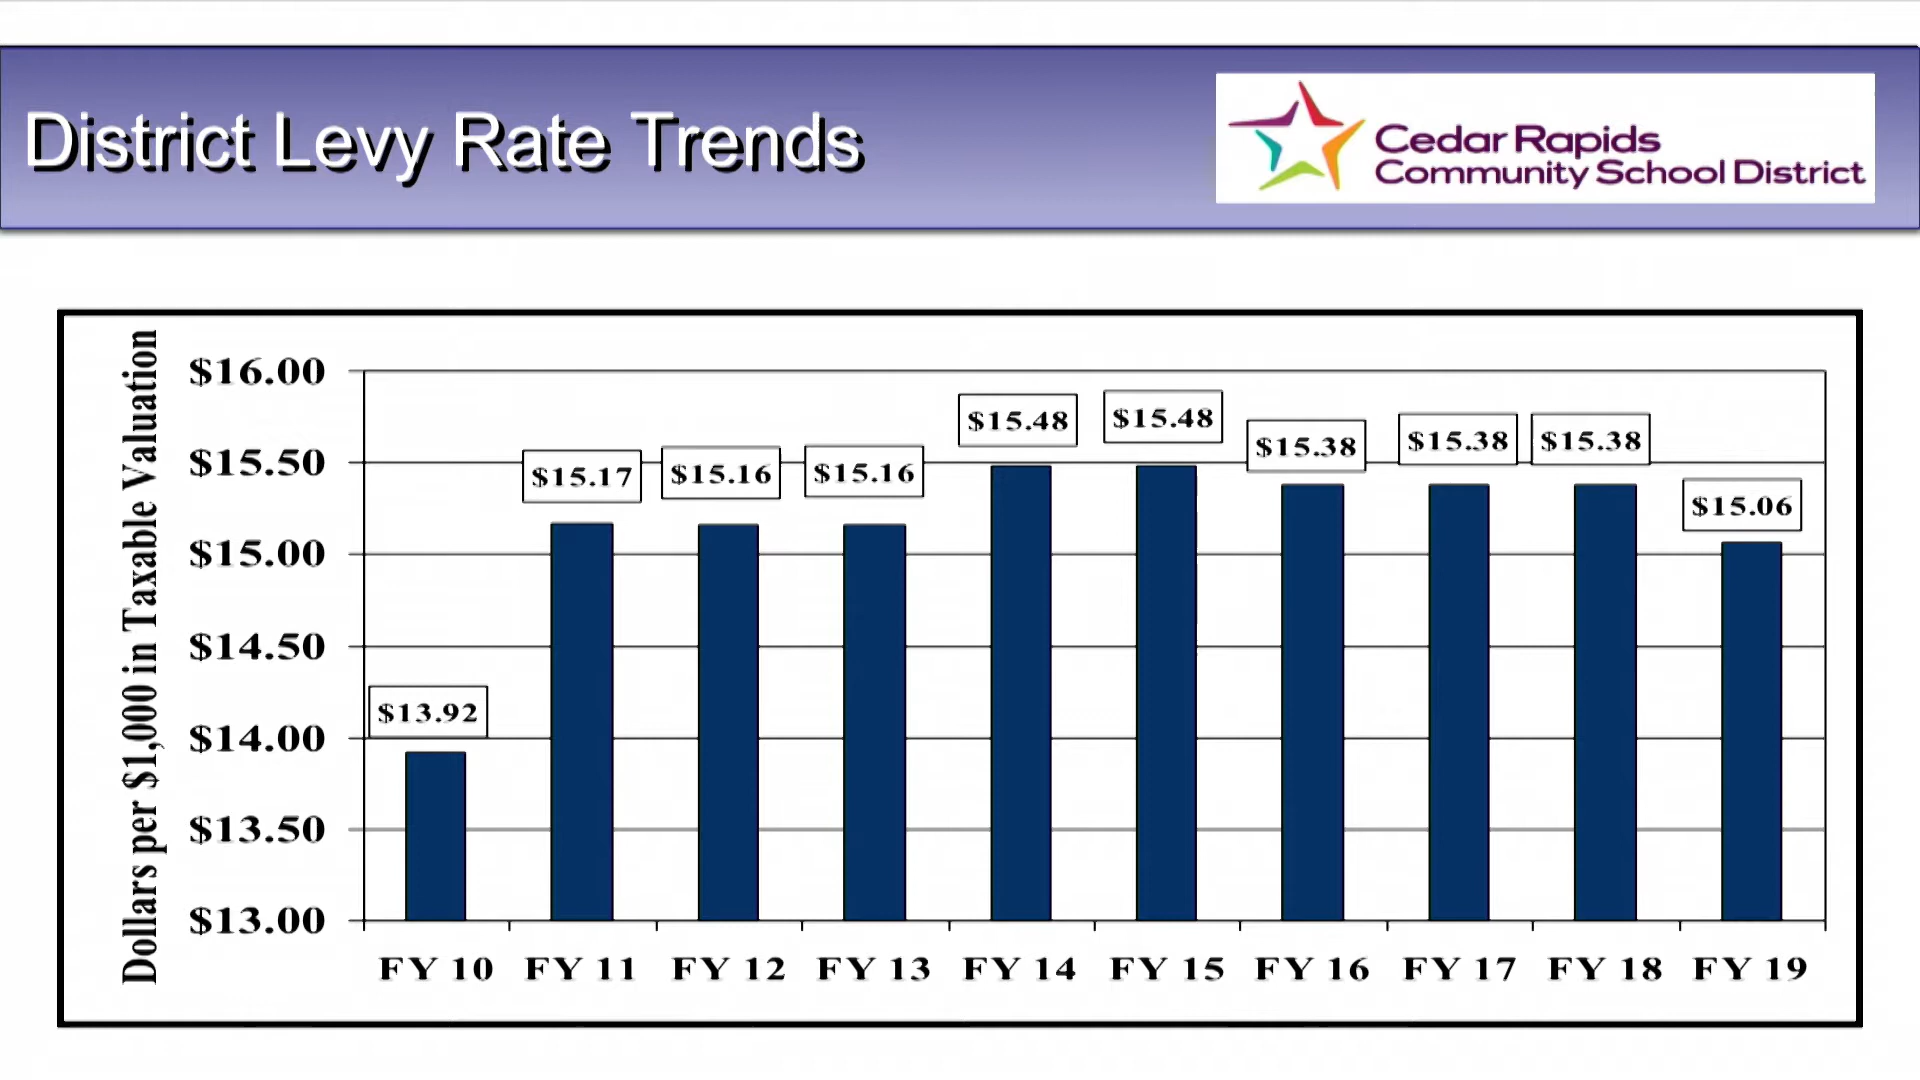 District Levy Rate Trends
Cedar Rapids
Community School District
Dollars per $1,000 in Taxable Valuation
$16.00
$15.50
$15.00
$14.50
$14.00
$13.50
$13.00
$13.92
$15.17
$15.16
$15.16
$15.48
$15.48
$15.38
$15.38
$15.38
$15.06
FY 10
FY 11
FY 12
FY 13
FY 14
FY 15
FY 16
FY 17
FY 18
FY 19